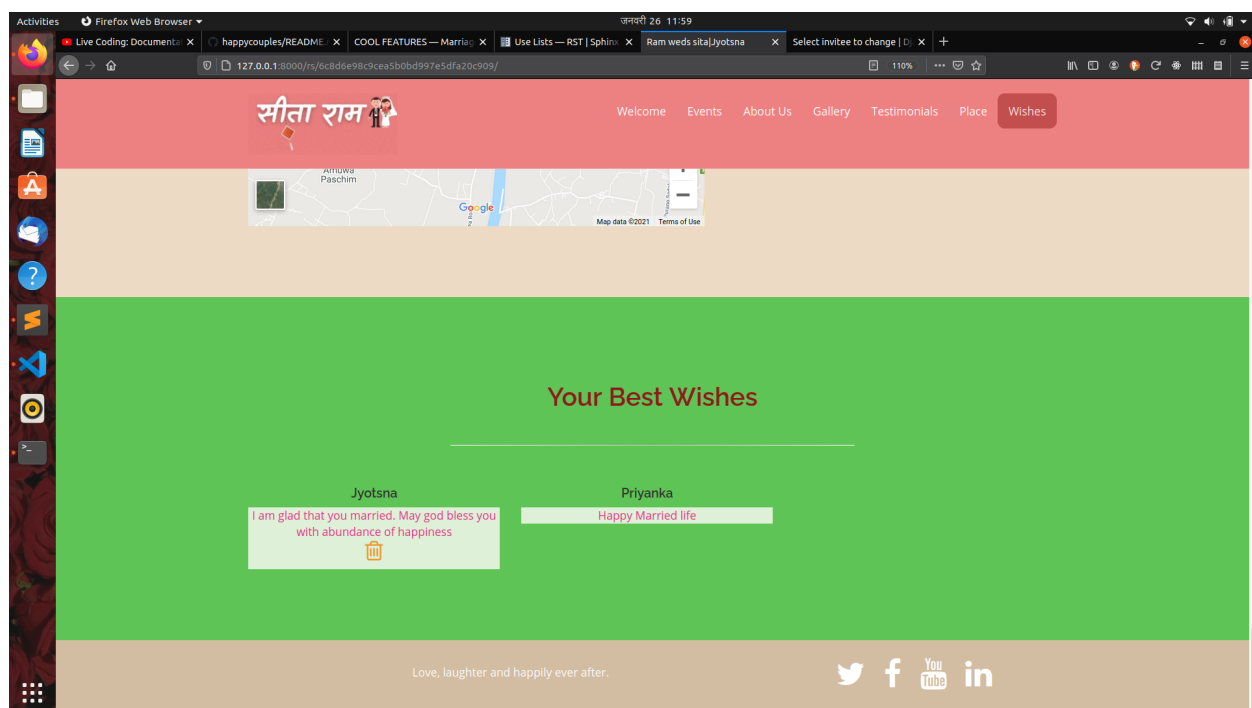 Activities Firefox Web Browser जनवरी 26 11:59
Live Coding: Documenta happycouples/README. COOL FEATURES — Marriag Use Lists — RST | Sphinx Ram weds sita|Jyotsna Select invitee to change | Dj
127.0.0.1:8000/rs/6c8d6e98c9cea5b0bd997e5dfa20c909/ 110%
सीता राम Welcome Events About Us Gallery Testimonials Place Wishes
Amuwa
Paschim
Google
Map data ©2021 Terms of Use
Your Best Wishes
Jyotsna Priyanka
I am glad that you married. May god bless you Happy Married life
with abundance of happiness
Love, laughter and happily ever after. You
Tube